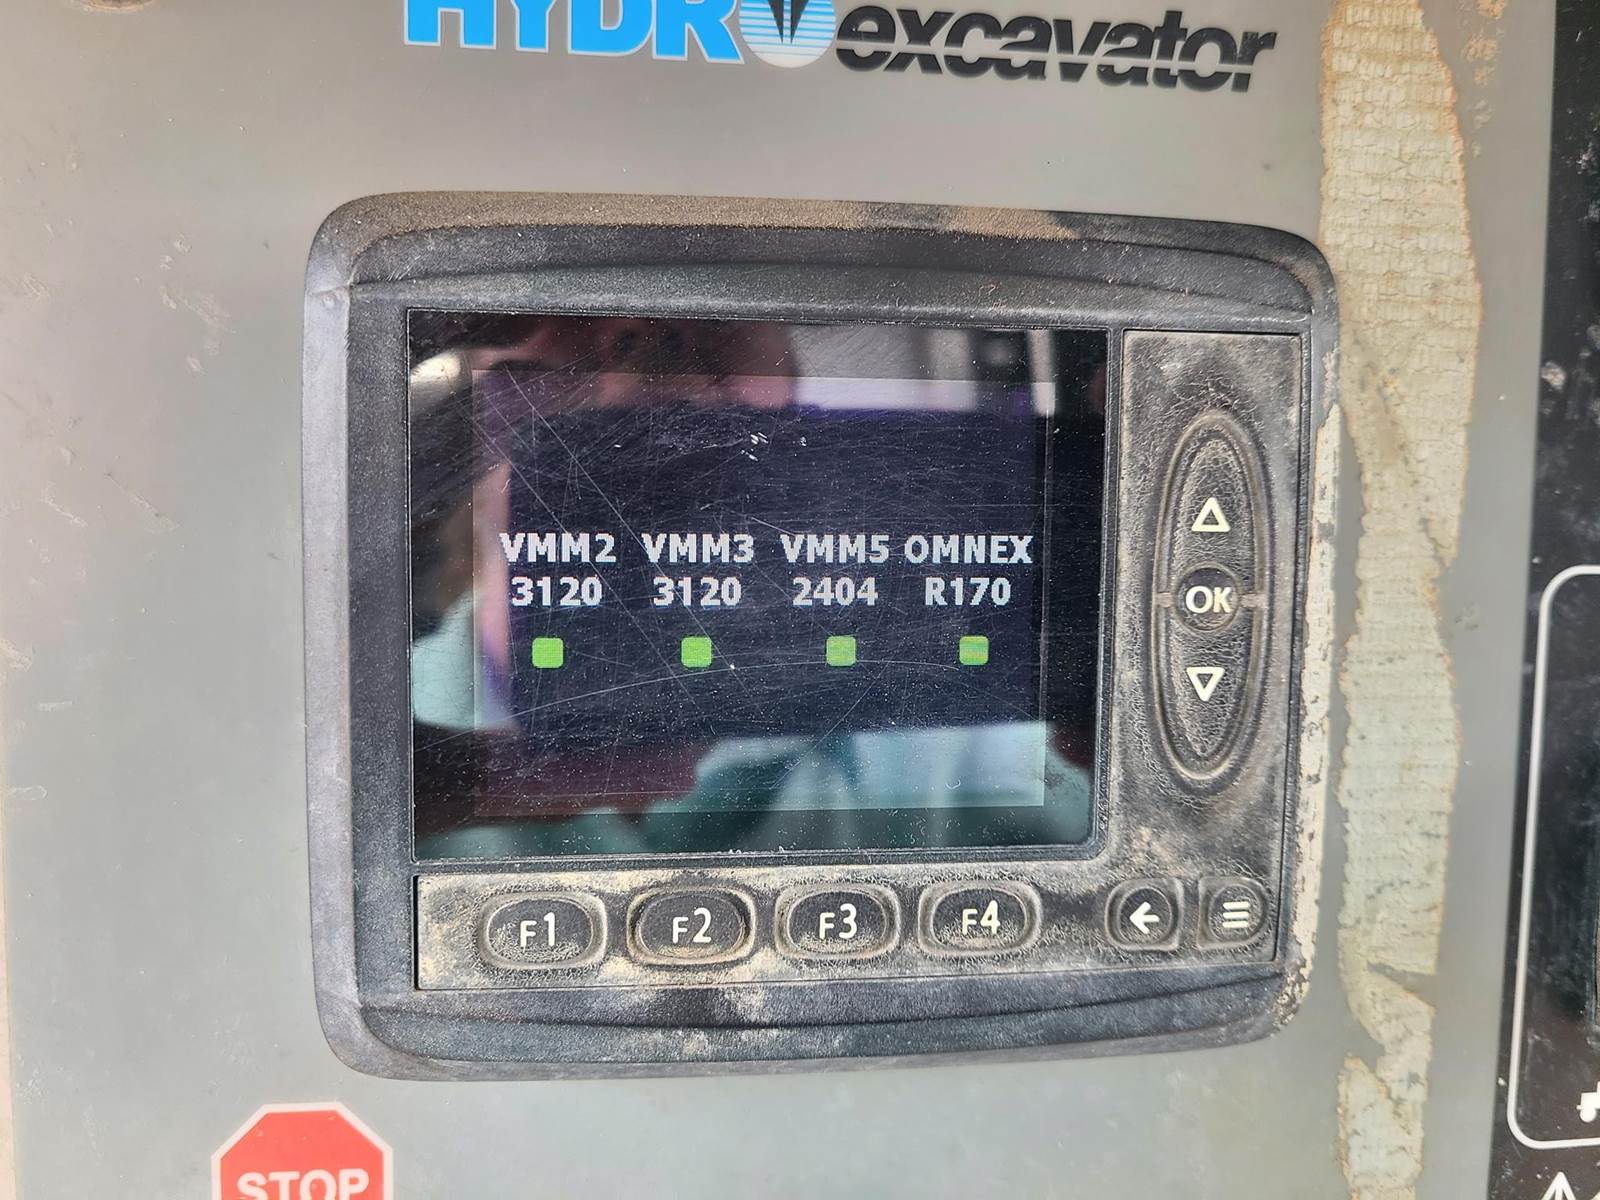 HYDRO excavator
VMM2 VMM3 VMM5 OMNEX
3120 3120 2404 R170
OK
F1 F2 F3 F4
STOP